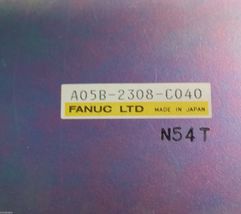 A05B-2308-C040
FANUC LTD MADE IN JAPAN
N54T